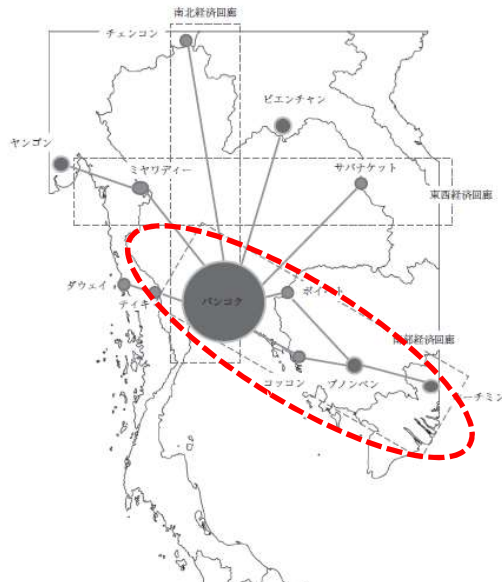 南北経済回廊
チェンコン
ビエンチャン
ヤンゴン
ミヤワディー
サバナケット
東西経済回廊
ダウェイ
ティキ
バンコク
ポイペト
南部経済回廊
コッコン
プノンペン
ーチミン